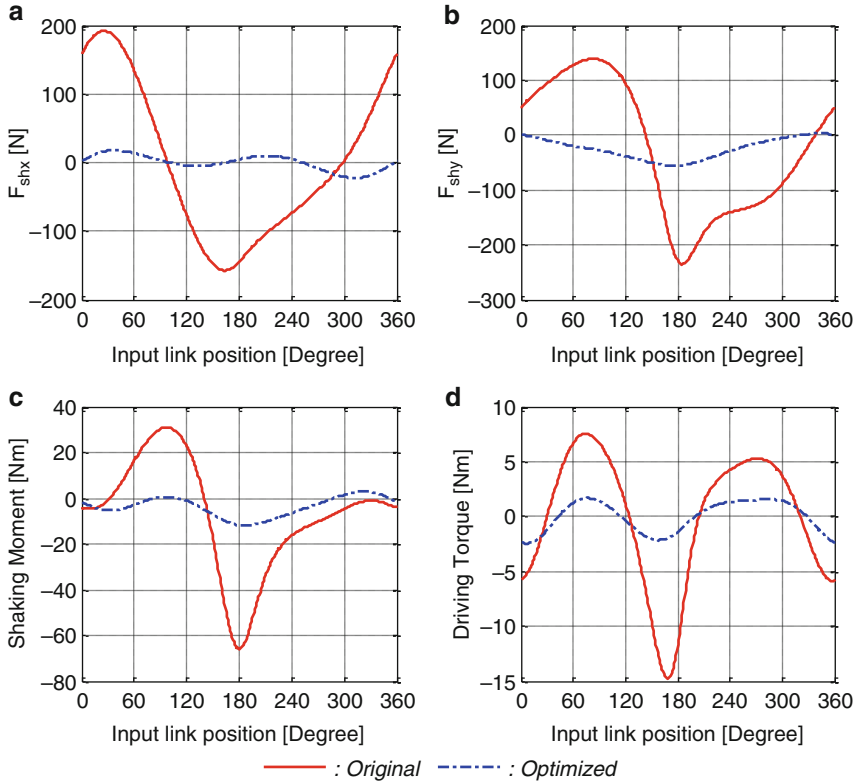 a
200
100
0
−100
−200
F_shx [N]
0 60 120 180 240 300 360
Input link position [Degree]
b
200
100
0
−100
−200
−300
F_shy [N]
0 60 120 180 240 300 360
Input link position [Degree]
c
40
20
0
−20
−40
−60
−80
Shaking Moment [Nm]
0 60 120 180 240 300 360
Input link position [Degree]
d
10
5
0
−5
−10
−15
Driving Torque [Nm]
0 60 120 180 240 300 360
Input link position [Degree]
: Original : Optimized